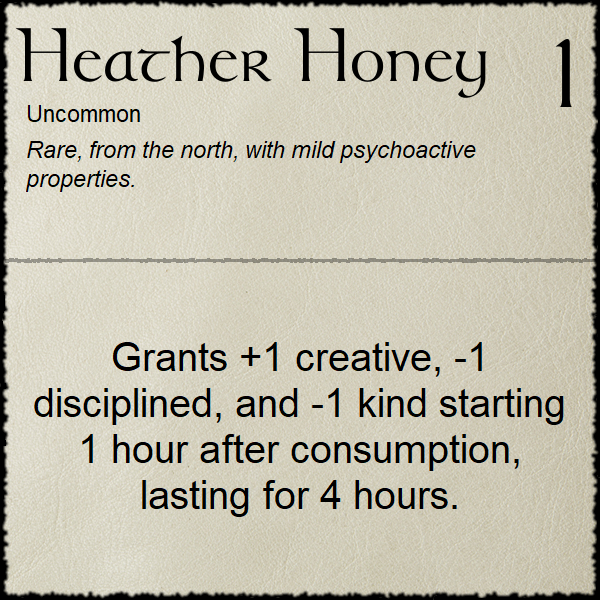 Heather Honey 1
Uncommon
Rare, from the north, with mild psychoactive
properties.
Grants +1 creative, -1
disciplined, and -1 kind starting
1 hour after consumption,
lasting for 4 hours.